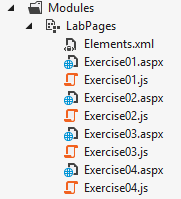 Modules
LabPages
Elements.xml
Exercise01.aspx
Exercise01.js
Exercise02.aspx
Exercise02.js
Exercise03.aspx
Exercise03.js
Exercise04.aspx
Exercise04.js